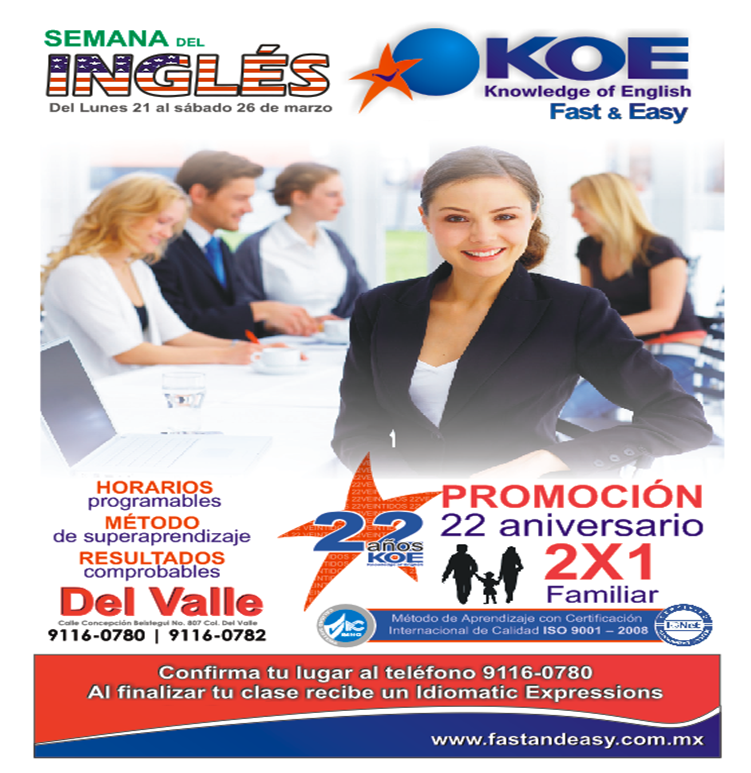 SEMANA DEL
INGLÉS
Del Lunes 21 al sábado 26 de marzo
KOE
Knowledge of English
Fast & Easy
HORARIOS
programables
MÉTODO
de superaprendizaje
RESULTADOS
comprobables
Del Valle
Calle Concepción Beistegui No. 807 Col. Del Valle
9116-0780 | 9116-0782
22
años
KOE
Knowledge of English
PROMOCIÓN
22 aniversario
2X1
Familiar
Método de Aprendizaje con Certificación
Internacional de Calidad ISO 9001 – 2008
Confirma tu lugar al teléfono 9116-0780
Al finalizar tu clase recibe un Idiomatic Expressions
www.fastandeasy.com.mx